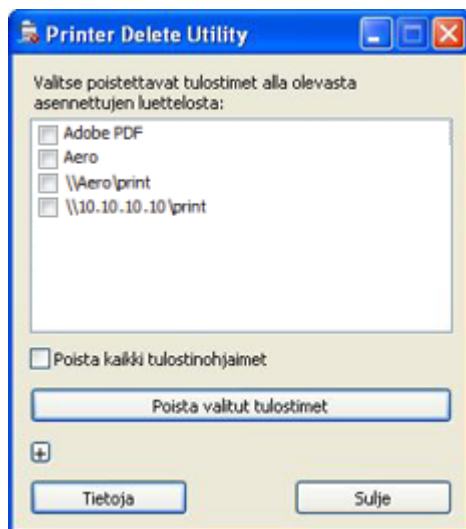 Printer Delete Utility
Valitse poistettavat tulostimet alla olevasta
asennettujen luettelosta:
Adobe PDF
Aero
\\Aero\print
\\10.10.10.10\print
Poista kaikki tulostinohjaimet
Poista valitut tulostimet
Tietoja
Sulje